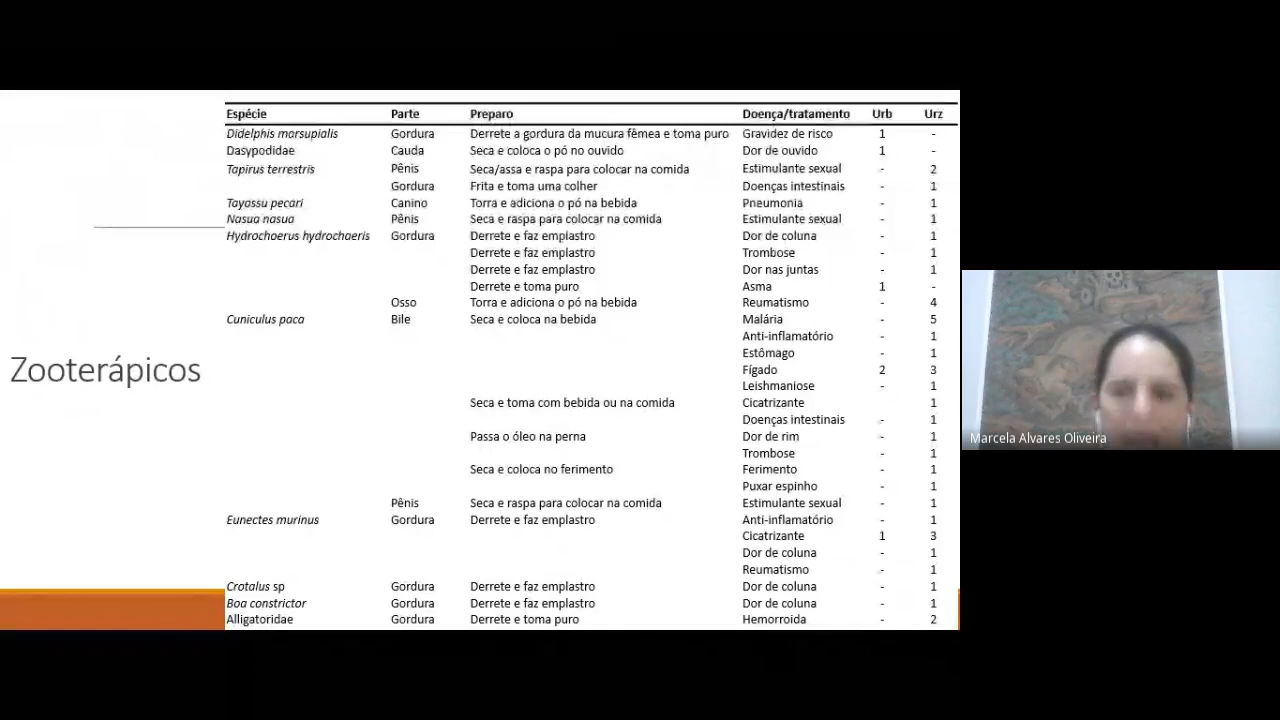 Zooterápicos
Espécie Parte Preparo Doença/tratamento Urb Urz
Didelphis marsupialis Gordura Derrete a gordura da mucura fêmea e toma puro Gravidez de risco 1 -
Dasypodidae Cauda Seca e coloca o pó no ouvido Dor de ouvido 1 -
Tapirus terrestris Pênis Seca/assa e raspa para colocar na comida Estimulante sexual - 2
Gordura Frita e toma uma colher Doenças intestinais - 1
Tayassu pecari Canino Torra e adiciona o pó na bebida Pneumonia - 1
Nasua nasua Pênis Seca e raspa para colocar na comida Estimulante sexual - 1
Hydrochoerus hydrochaeris Gordura Derrete e faz emplastro Dor de coluna - 1
Derrete e faz emplastro Trombose - 1
Derrete e faz emplastro Dor nas juntas - 1
Derrete e toma puro Asma 1 -
Osso Torra e adiciona o pó na bebida Reumatismo - 4
Cuniculus paca Bile Seca e coloca na bebida Malária - 5
Anti-inflamatório - 1
Estômago - 1
Fígado 2 3
Leishmaniose - 1
Seca e toma com bebida ou na comida Cicatrizante 1
Doenças intestinais - 1
Passa o óleo na perna Dor de rim - 1
Trombose - 1
Seca e coloca no ferimento Ferimento - 1
Puxar espinho - 1
Pênis Seca e raspa para colocar na comida Estimulante sexual - 1
Eunectes murinus Gordura Derrete e faz emplastro Anti-inflamatório - 1
Cicatrizante 1 3
Dor de coluna - 1
Reumatismo - 1
Crotalus sp Gordura Derrete e faz emplastro Dor de coluna - 1
Boa constrictor Gordura Derrete e faz emplastro Dor de coluna - 1
Alligatoridae Gordura Derrete e toma puro Hemorroida - 2
Marcela Alvares Oliveira